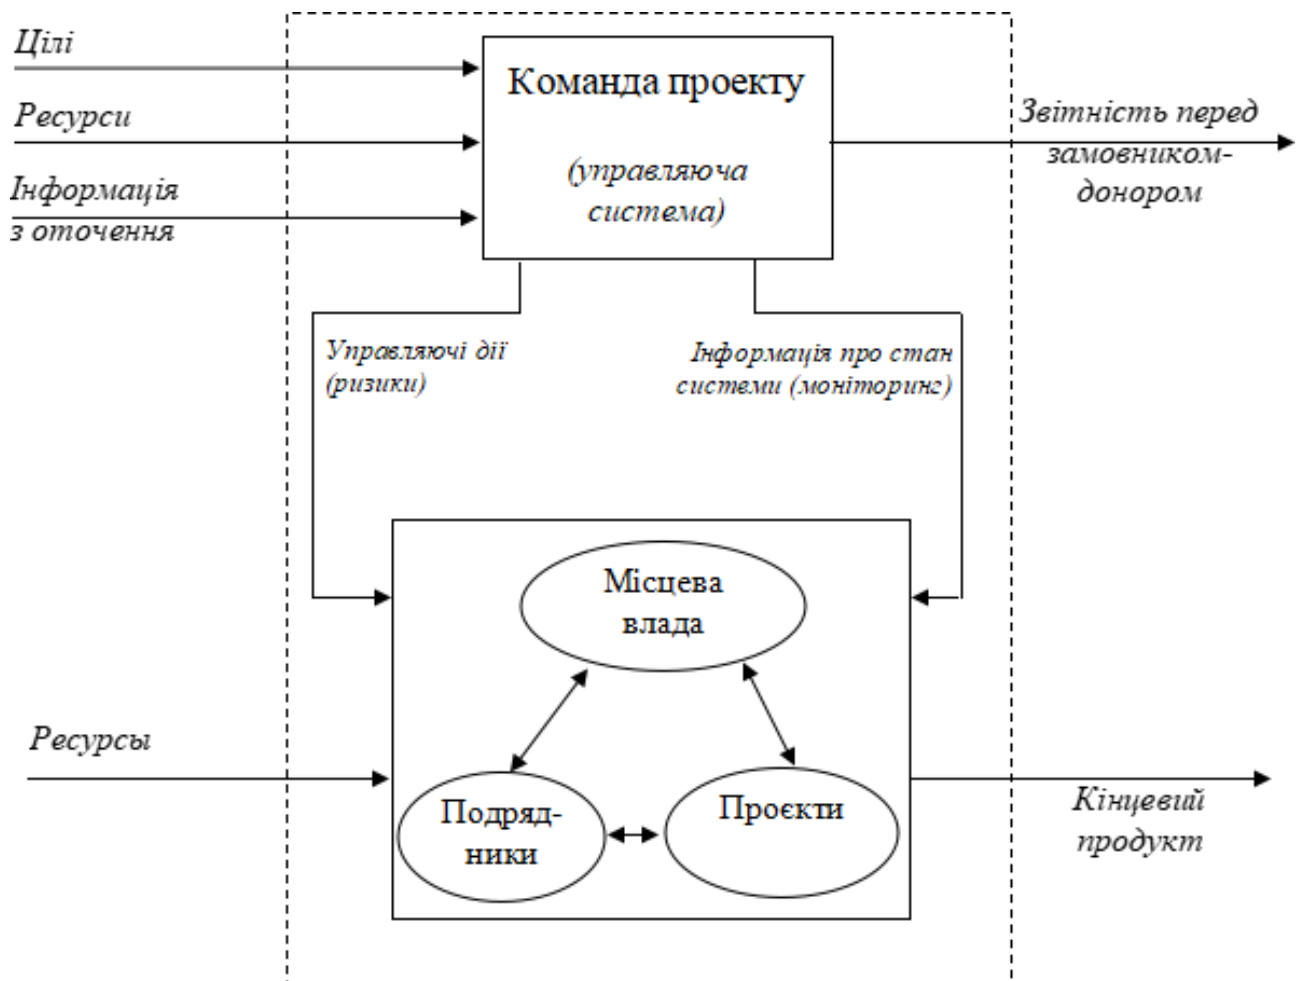 Цілі
Ресурси
Інформація
з оточення
Команда проекту
(управляюча
система)
Звітність перед
замовником-
донором
Управляючі дії
(ризики)
Інформація про стан
системи (моніторинг)
Місцева
влада
Ресурсы
Подряд-
ники
Проєкти
Кінцевий
продукт